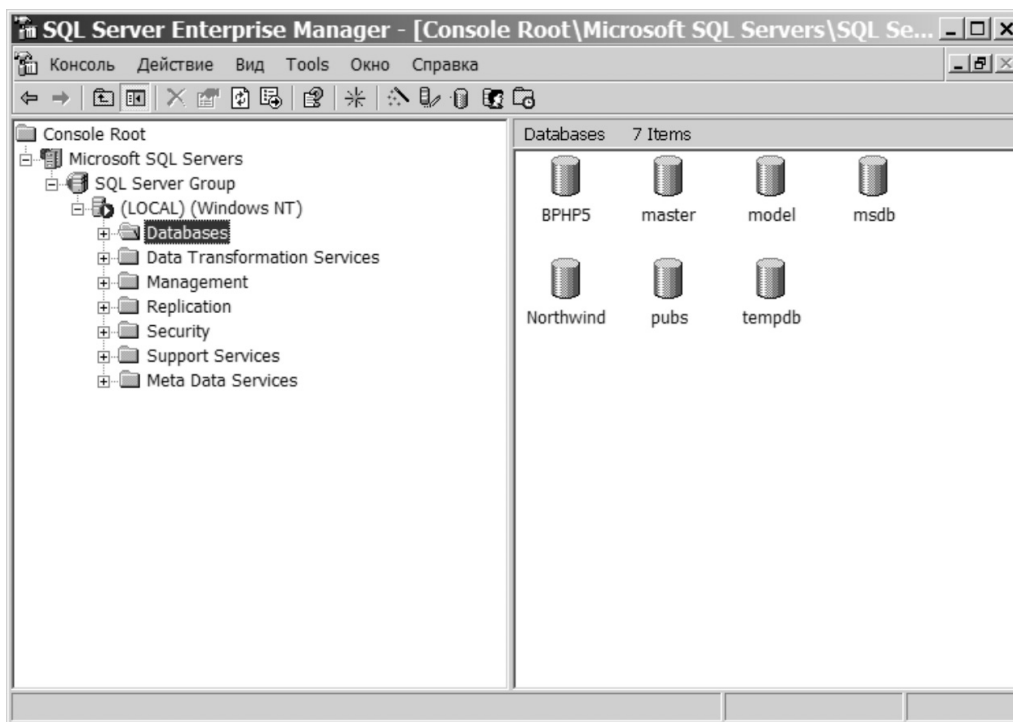 SQL Server Enterprise Manager - [Console Root\Microsoft SQL Servers\SQL Se...
Консоль Действие Вид Tools Окно Справка
Console Root
Microsoft SQL Servers
SQL Server Group
(LOCAL) (Windows NT)
Databases
Data Transformation Services
Management
Replication
Security
Support Services
Meta Data Services
Databases 7 Items
BPHP5 master model msdb
Northwind pubs tempdb